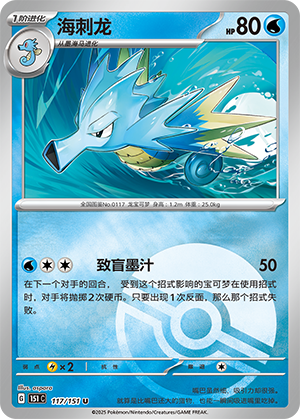 1阶进化
海刺龙
HP 80
从墨海马进化
全国图鉴No.0117 龙宝可梦 身高:1.2m 体重:25.0kg
致盲墨汁 50
在下一个对手的回合,受到这个招式影响的宝可梦在使用招式
时,对手将抛掷2次硬币。只要出现1次反面,那么那个招式失
败。
弱点 ×2 抵抗力 撤退
Illus. aspara
G 151 C 117/151 U
©2025 Pokémon/Nintendo/Creatures/GAME FREAK.